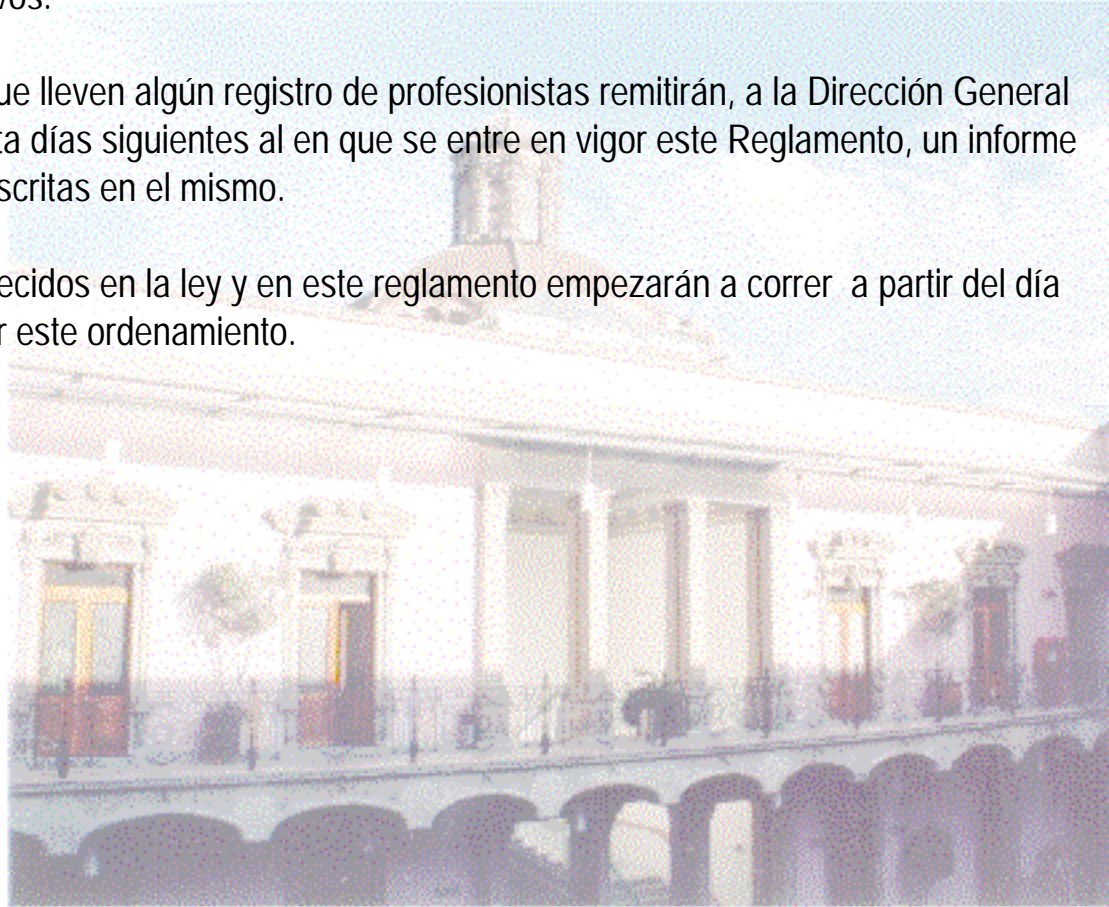 ue lleven algún registro de profesionistas remitirán, a la Dirección General
ta días siguientes al en que se entre en vigor este Reglamento, un informe
scritas en el mismo.
ecidos en la ley y en este reglamento empezarán a correr a partir del día
r este ordenamiento.